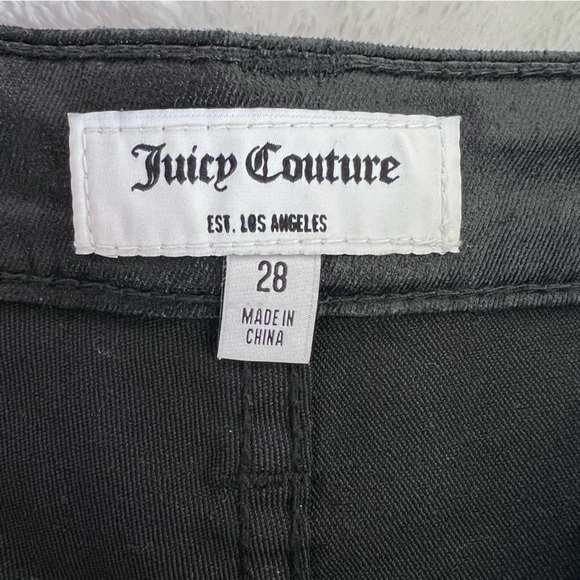 Juicy Couture
EST. LOS ANGELES
28
MADE IN
CHINA